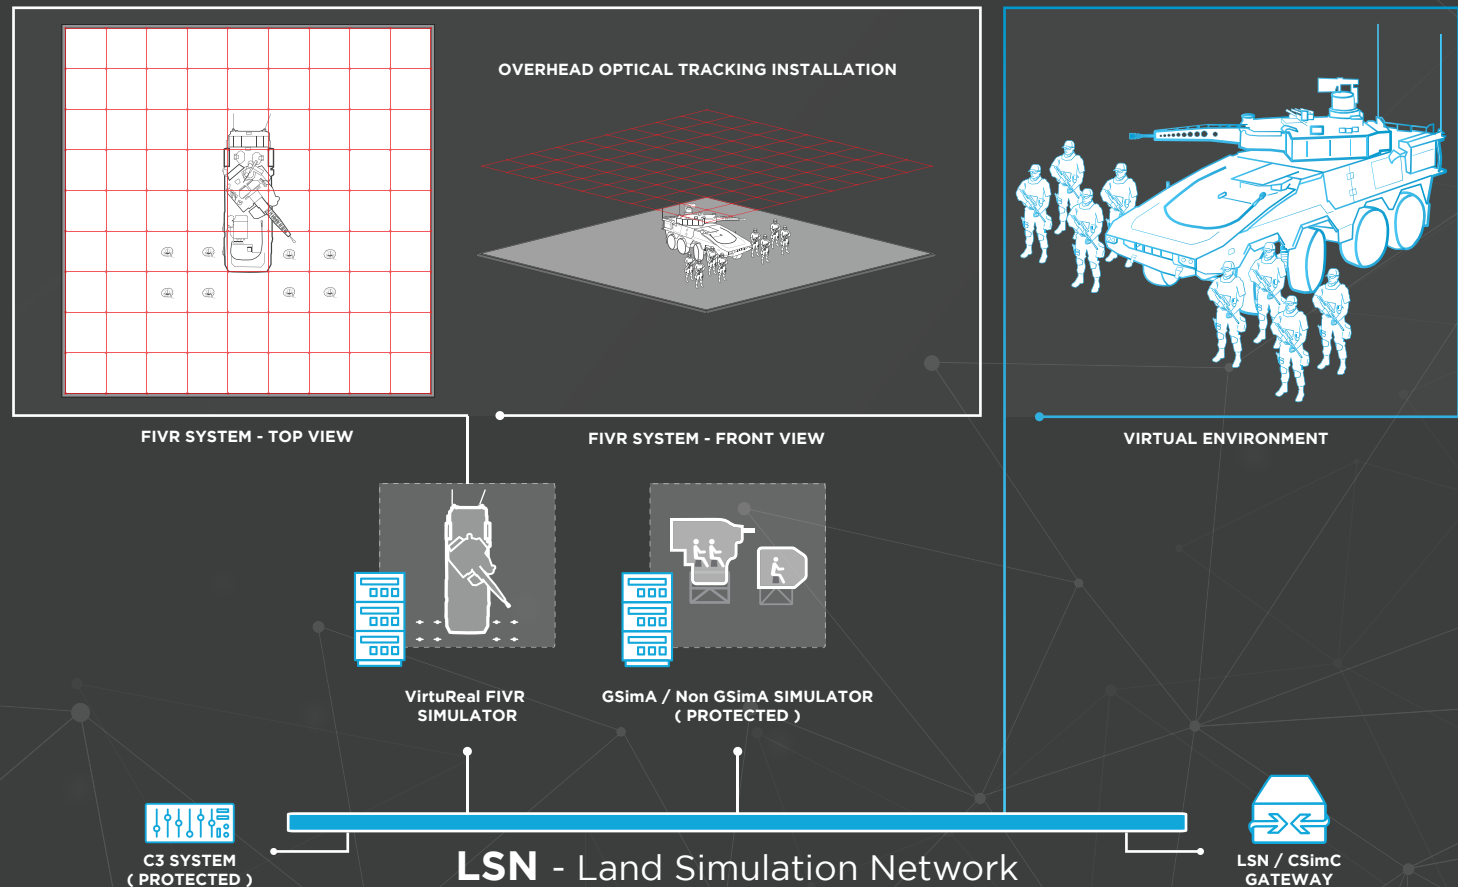 OVERHEAD OPTICAL TRACKING INSTALLATION
FIVR SYSTEM - TOP VIEW
FIVR SYSTEM - FRONT VIEW
VIRTUAL ENVIRONMENT
VirtuReal FIVR
SIMULATOR
GSimA / Non GSimA SIMULATOR
( PROTECTED )
C3 SYSTEM
( PROTECTED )
LSN - Land Simulation Network
LSN / CSimC
GATEWAY